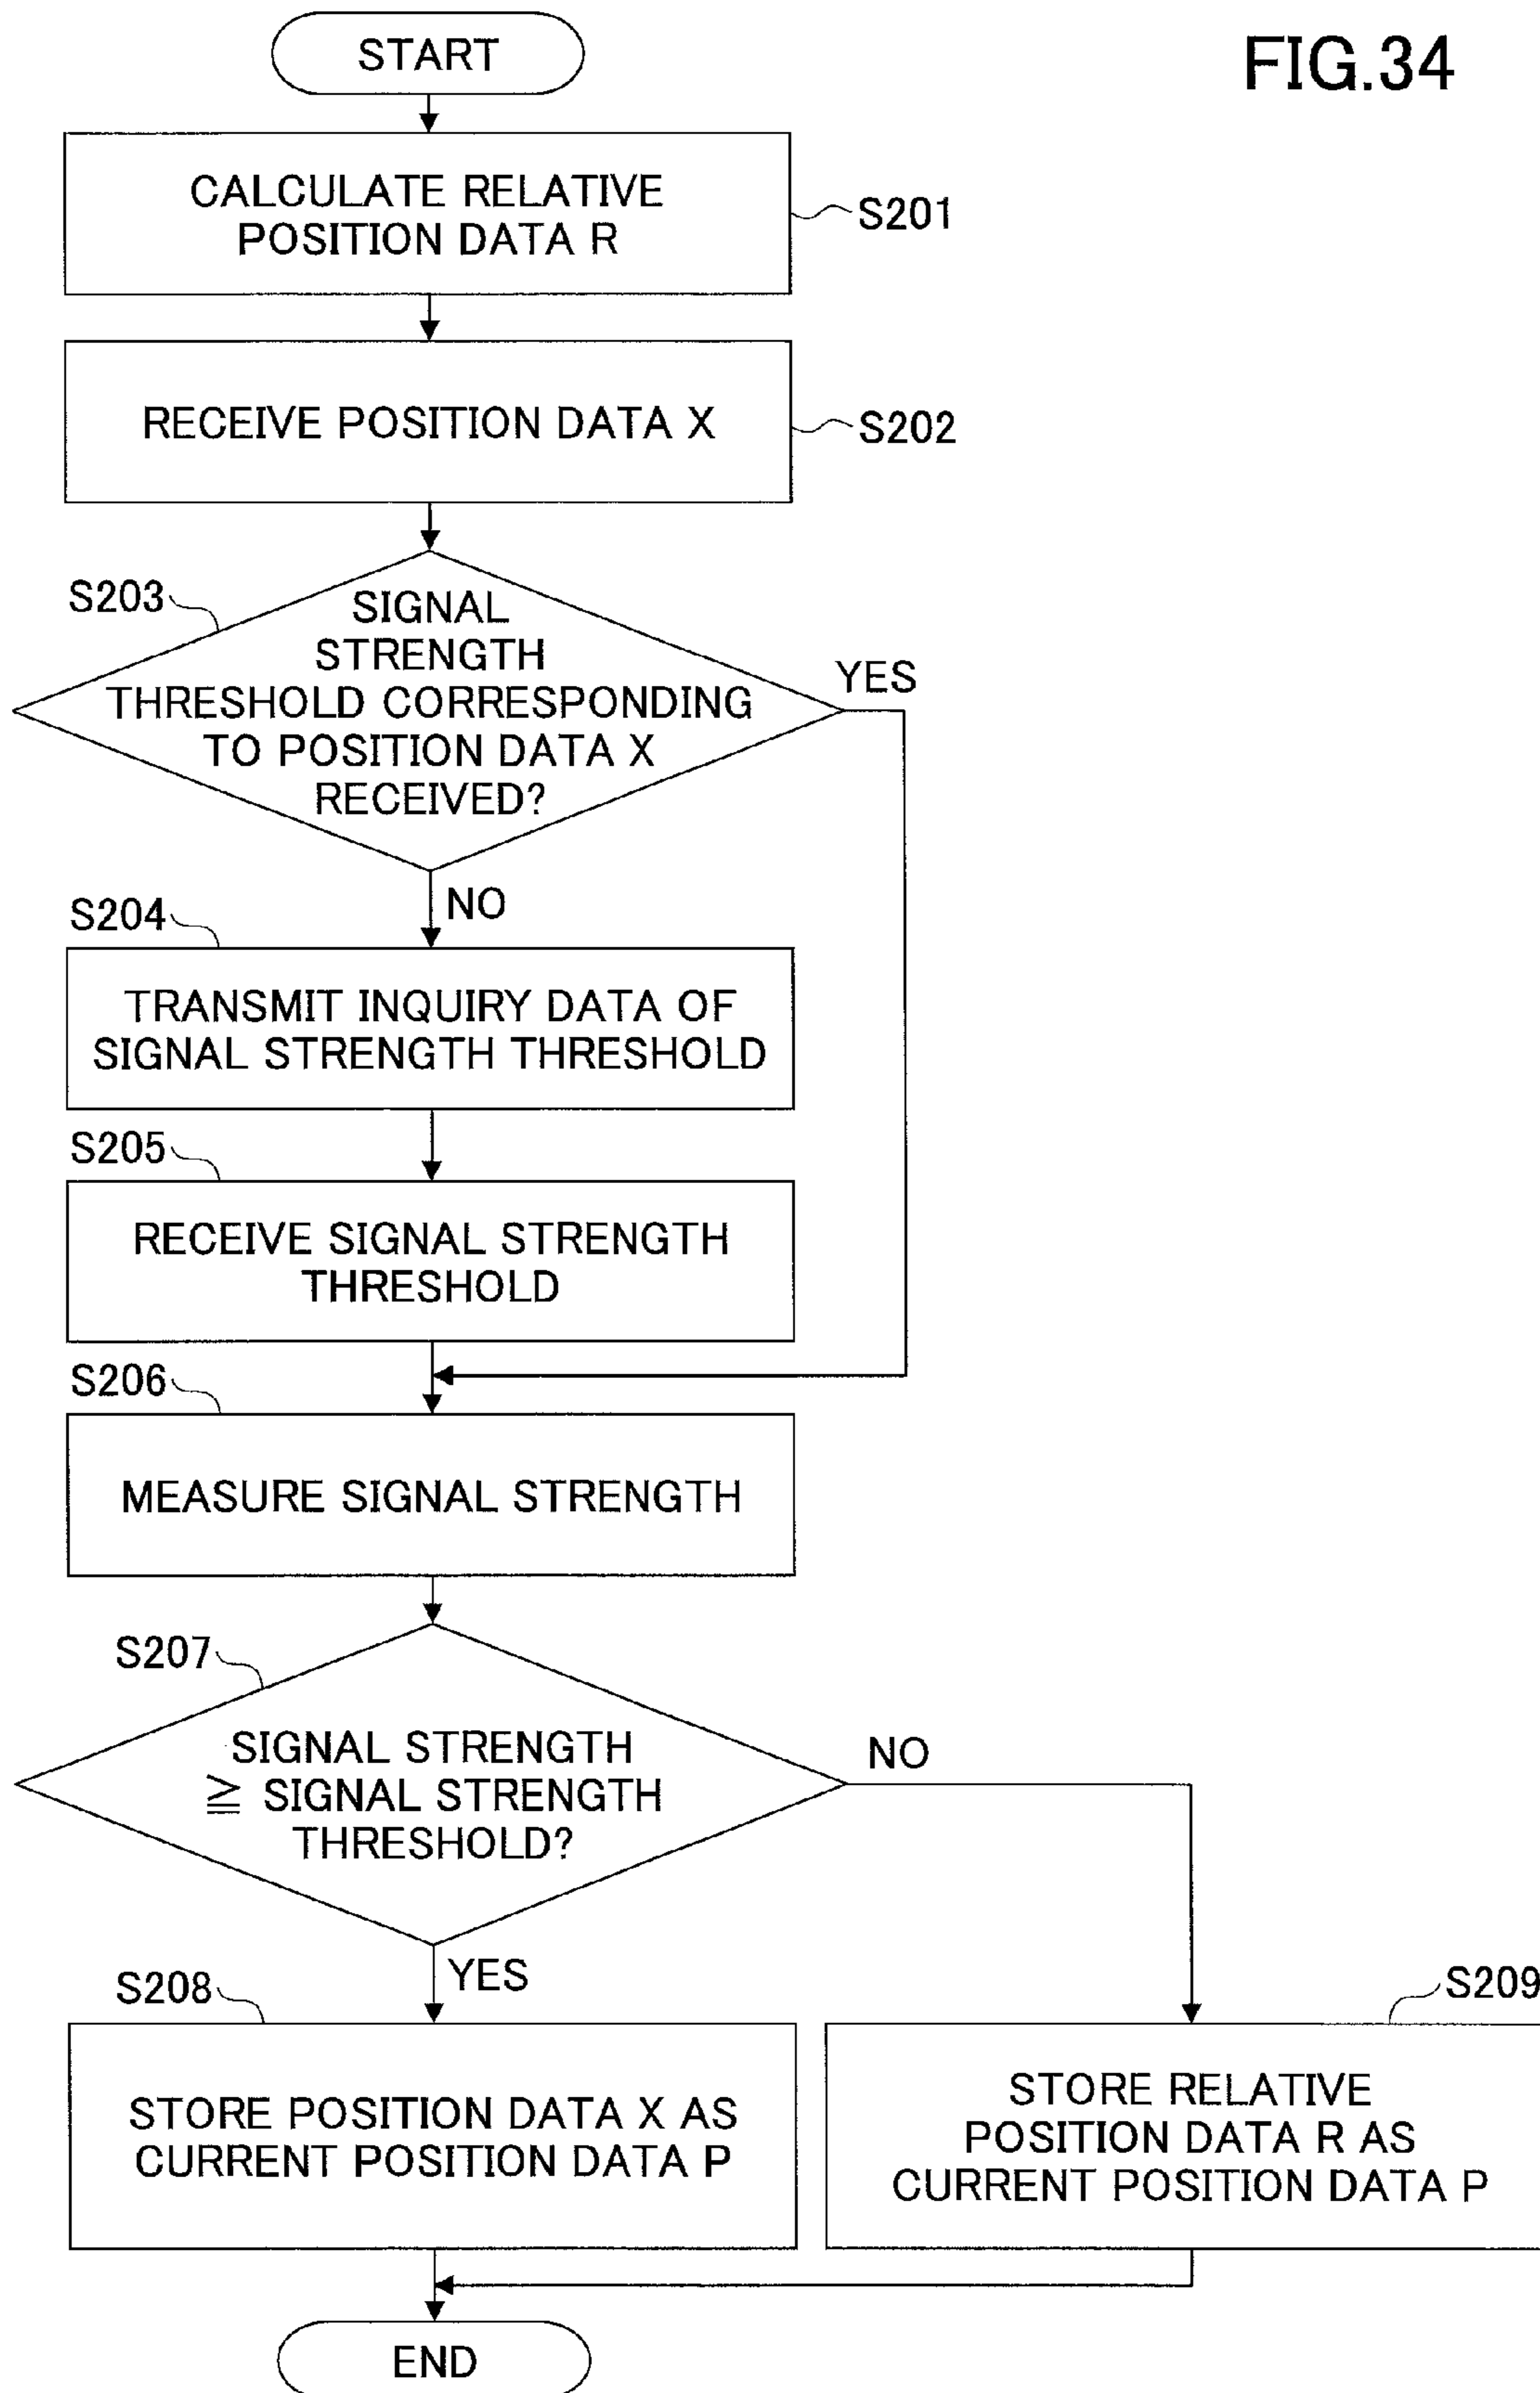 FIG.34
START
CALCULATE RELATIVE
POSITION DATA R
S201
RECEIVE POSITION DATA X
S202
S203
SIGNAL
STRENGTH
THRESHOLD CORRESPONDING
TO POSITION DATA X
RECEIVED?
YES
NO
S204
TRANSMIT INQUIRY DATA OF
SIGNAL STRENGTH THRESHOLD
S205
RECEIVE SIGNAL STRENGTH
THRESHOLD
S206
MEASURE SIGNAL STRENGTH
S207
SIGNAL STRENGTH
≧ SIGNAL STRENGTH
THRESHOLD?
NO
YES
S208
STORE POSITION DATA X AS
CURRENT POSITION DATA P
S209
STORE RELATIVE
POSITION DATA R AS
CURRENT POSITION DATA P
END